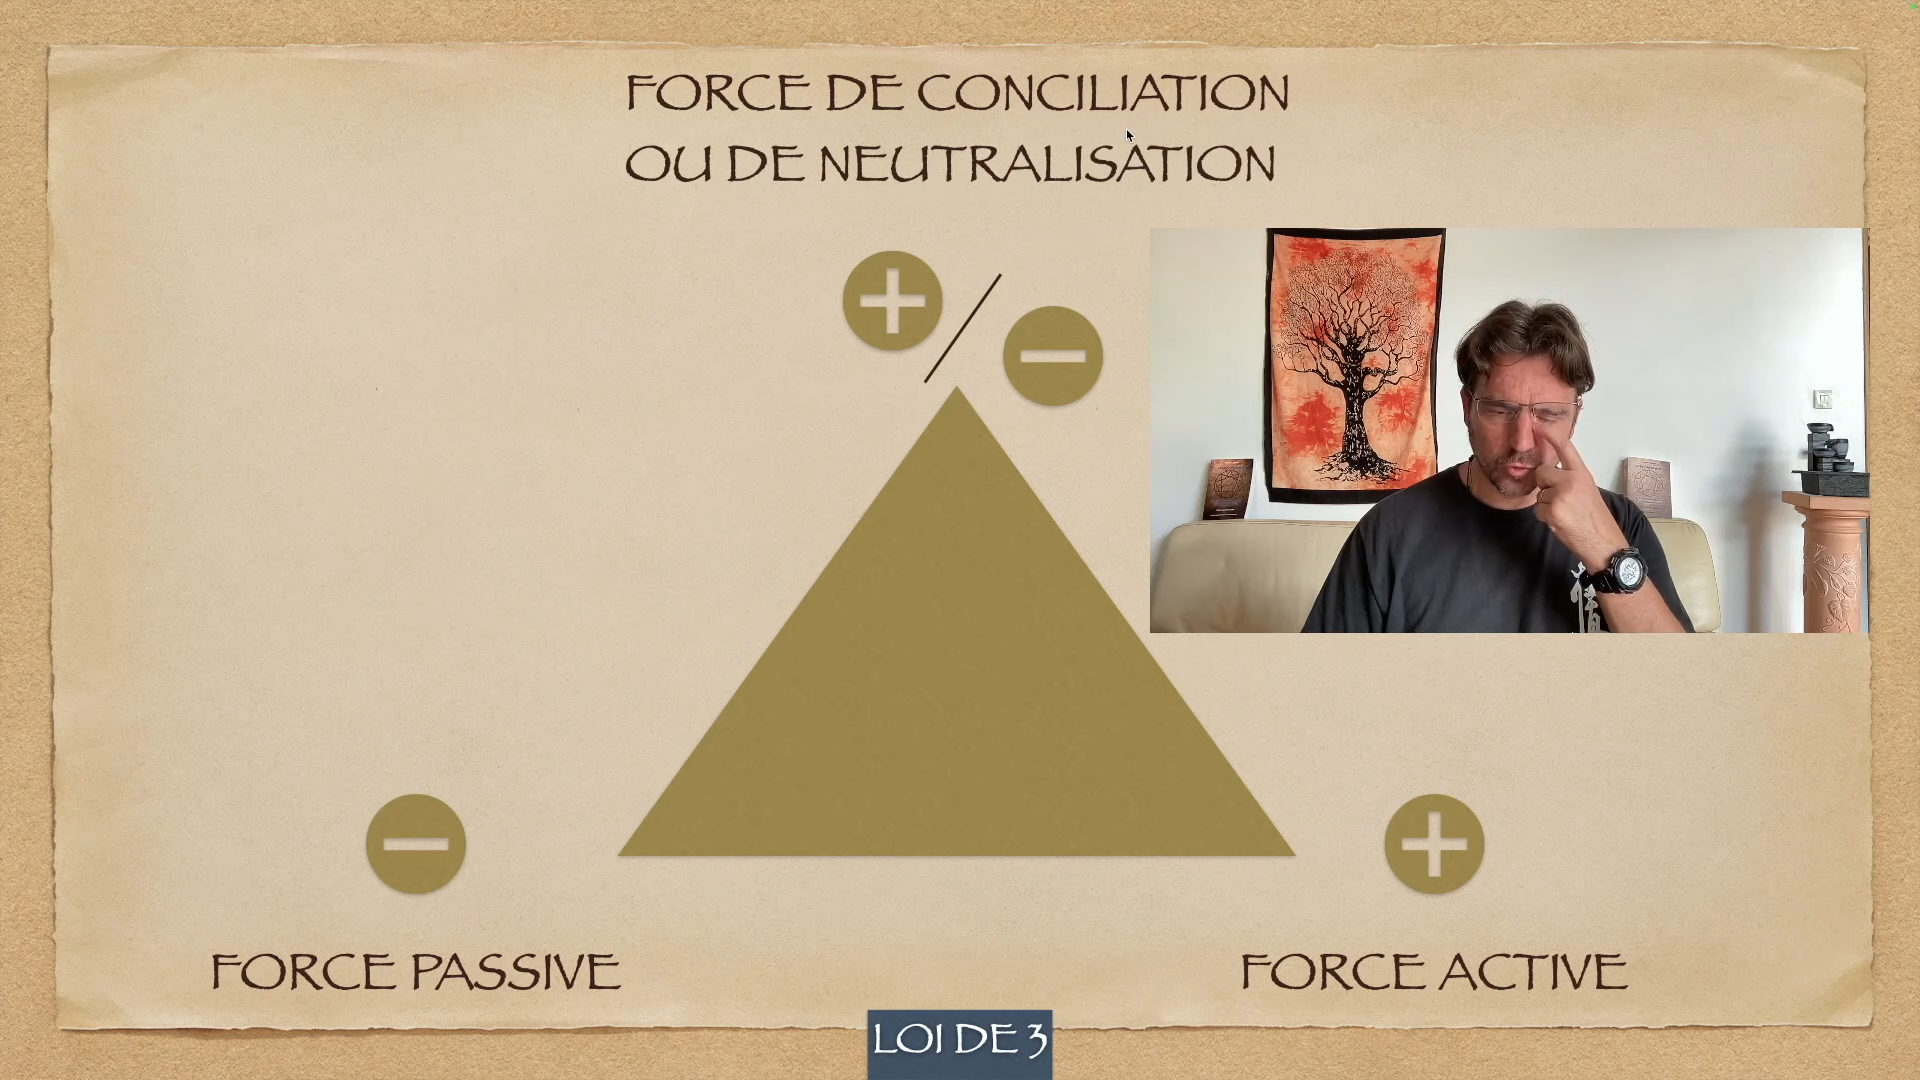 FORCE DE CONCILIATION
OU DE NEUTRALISATION
FORCE PASSIVE
FORCE ACTIVE
LOI DE 3